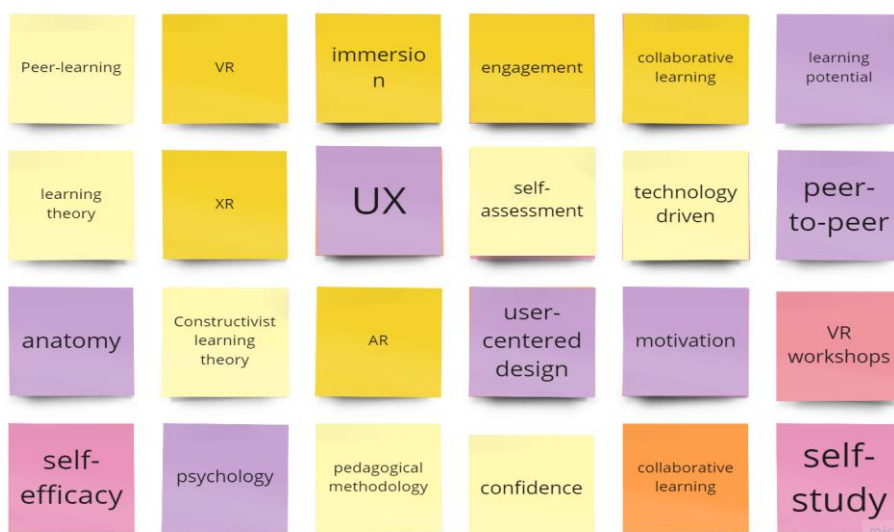 Peer-learning
VR
immersio
n
engagement
collaborative
learning
learning
potential
learning
theory
XR
UX
self-
assessment
technology
driven
peer-
to-peer
anatomy
Constructivist
learning
theory
AR
user-
centered
design
motivation
VR
workshops
self-
efficacy
psychology
pedagogical
methodology
confidence
collaborative
learning
self-
study